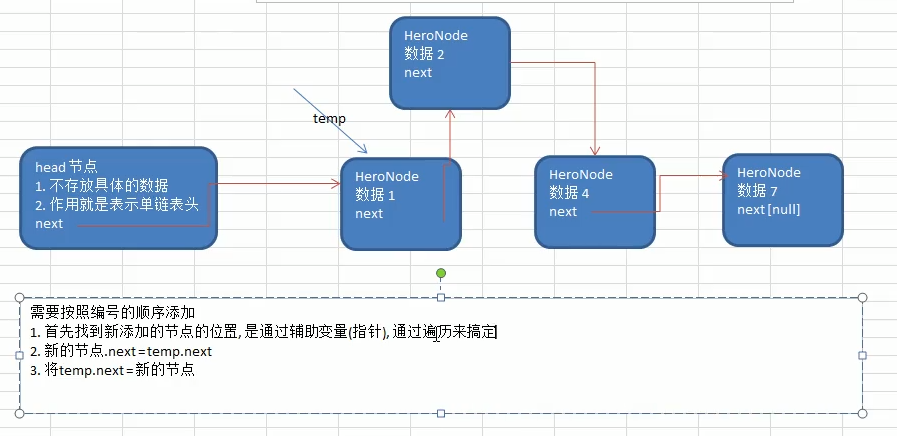 HeroNode
数据 2
next
temp
head 节点
1. 不存放具体的数据
2. 作用就是表示单链表头
next
HeroNode
数据 1
next
HeroNode
数据 4
next
HeroNode
数据 7
next [null]
需要按照编号的顺序添加
1. 首先找到新添加的节点的位置, 是通过辅助变量(指针), 通过遍历来搞定
2. 新的节点.next = temp.next
3. 将temp.next = 新的节点